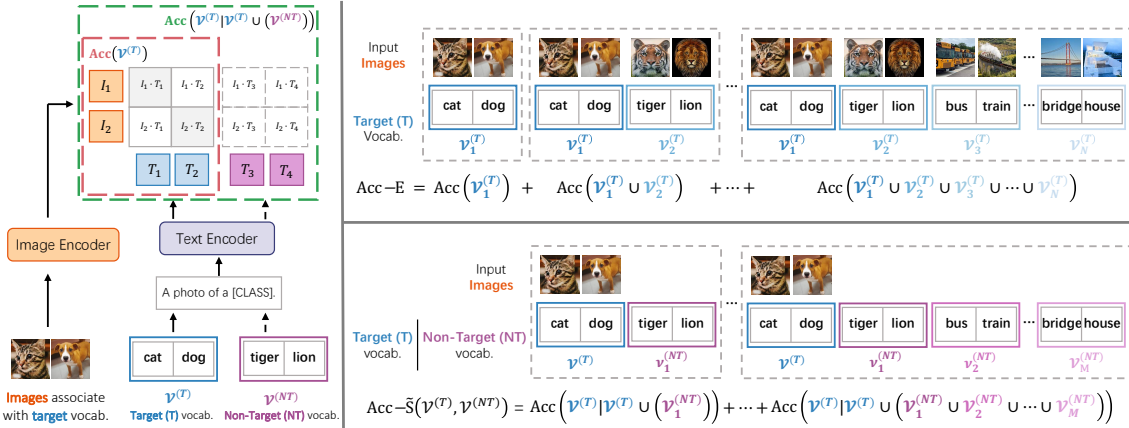 Acc(𝒱^(T)|𝒱^(T) ∪ (𝒱^(NT)))
Acc(𝒱^(T))
I₁ I₁·T₁ I₁·T₂ I₁·T₃ I₁·T₄
I₂ I₂·T₁ I₂·T₂ I₂·T₃ I₂·T₄
T₁ T₂ T₃ T₄
Image Encoder
Text Encoder
A photo of a [CLASS].
cat dog
tiger lion
𝒱^(T)
𝒱^(NT)
Images associate
with target vocab.
Target (T) vocab.
Non-Target (NT) vocab.
Input
Images
...
...
Target (T)
Vocab.
cat dog
cat dog tiger lion
cat dog tiger lion bus train ... bridge house
𝒱₁^(T)
𝒱₁^(T) 𝒱₂^(T)
𝒱₁^(T) 𝒱₂^(T) 𝒱₃^(T) 𝒱_N^(T)
Acc−E = Acc(𝒱₁^(T)) + Acc(𝒱₁^(T) ∪ 𝒱₂^(T)) + ⋯ + Acc(𝒱₁^(T) ∪ 𝒱₂^(T) ∪ 𝒱₃^(T) ∪ ⋯ ∪ 𝒱_N^(T))
Input
Images
...
Target (T) | Non-Target (NT)
vocab. vocab.
cat dog tiger lion
cat dog tiger lion bus train ... bridge house
𝒱^(T) 𝒱₁^(NT)
𝒱^(T) 𝒱₁^(NT) 𝒱₂^(NT) 𝒱_M^(NT)
Acc−S̃(𝒱^(T), 𝒱^(NT)) = Acc(𝒱^(T)|𝒱^(T) ∪ (𝒱₁^(NT))) + ⋯ + Acc(𝒱^(T)|𝒱^(T) ∪ (𝒱₁^(NT) ∪ 𝒱₂^(NT) ∪ ⋯ ∪ 𝒱_M^(NT)))